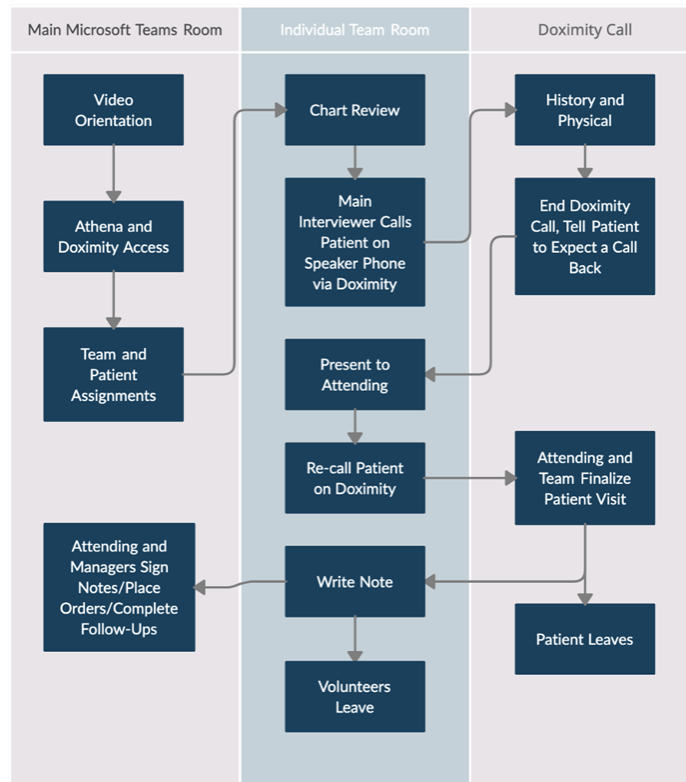 Main Microsoft Teams Room
Individual Team Room
Doximity Call
Video
Orientation
Athena and
Doximity Access
Team and
Patient
Assignments
Chart Review
Main
Interviewer Calls
Patient on
Speaker Phone
via Doximity
History and
Physical
End Doximity
Call, Tell Patient
to Expect a Call
Back
Present to
Attending
Re-call Patient
on Doximity
Attending and
Team Finalize
Patient Visit
Write Note
Attending and
Managers Sign
Notes/Place
Orders/Complete
Follow-Ups
Patient Leaves
Volunteers
Leave